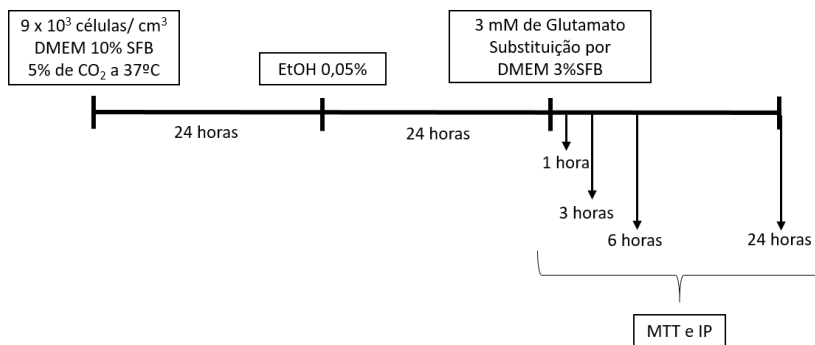 9 x 10³ células/ cm³
DMEM 10% SFB
5% de CO₂ a 37ºC
EtOH 0,05%
3 mM de Glutamato
Substituição por
DMEM 3%SFB
24 horas
24 horas
1 hora
3 horas
6 horas
24 horas
MTT e IP